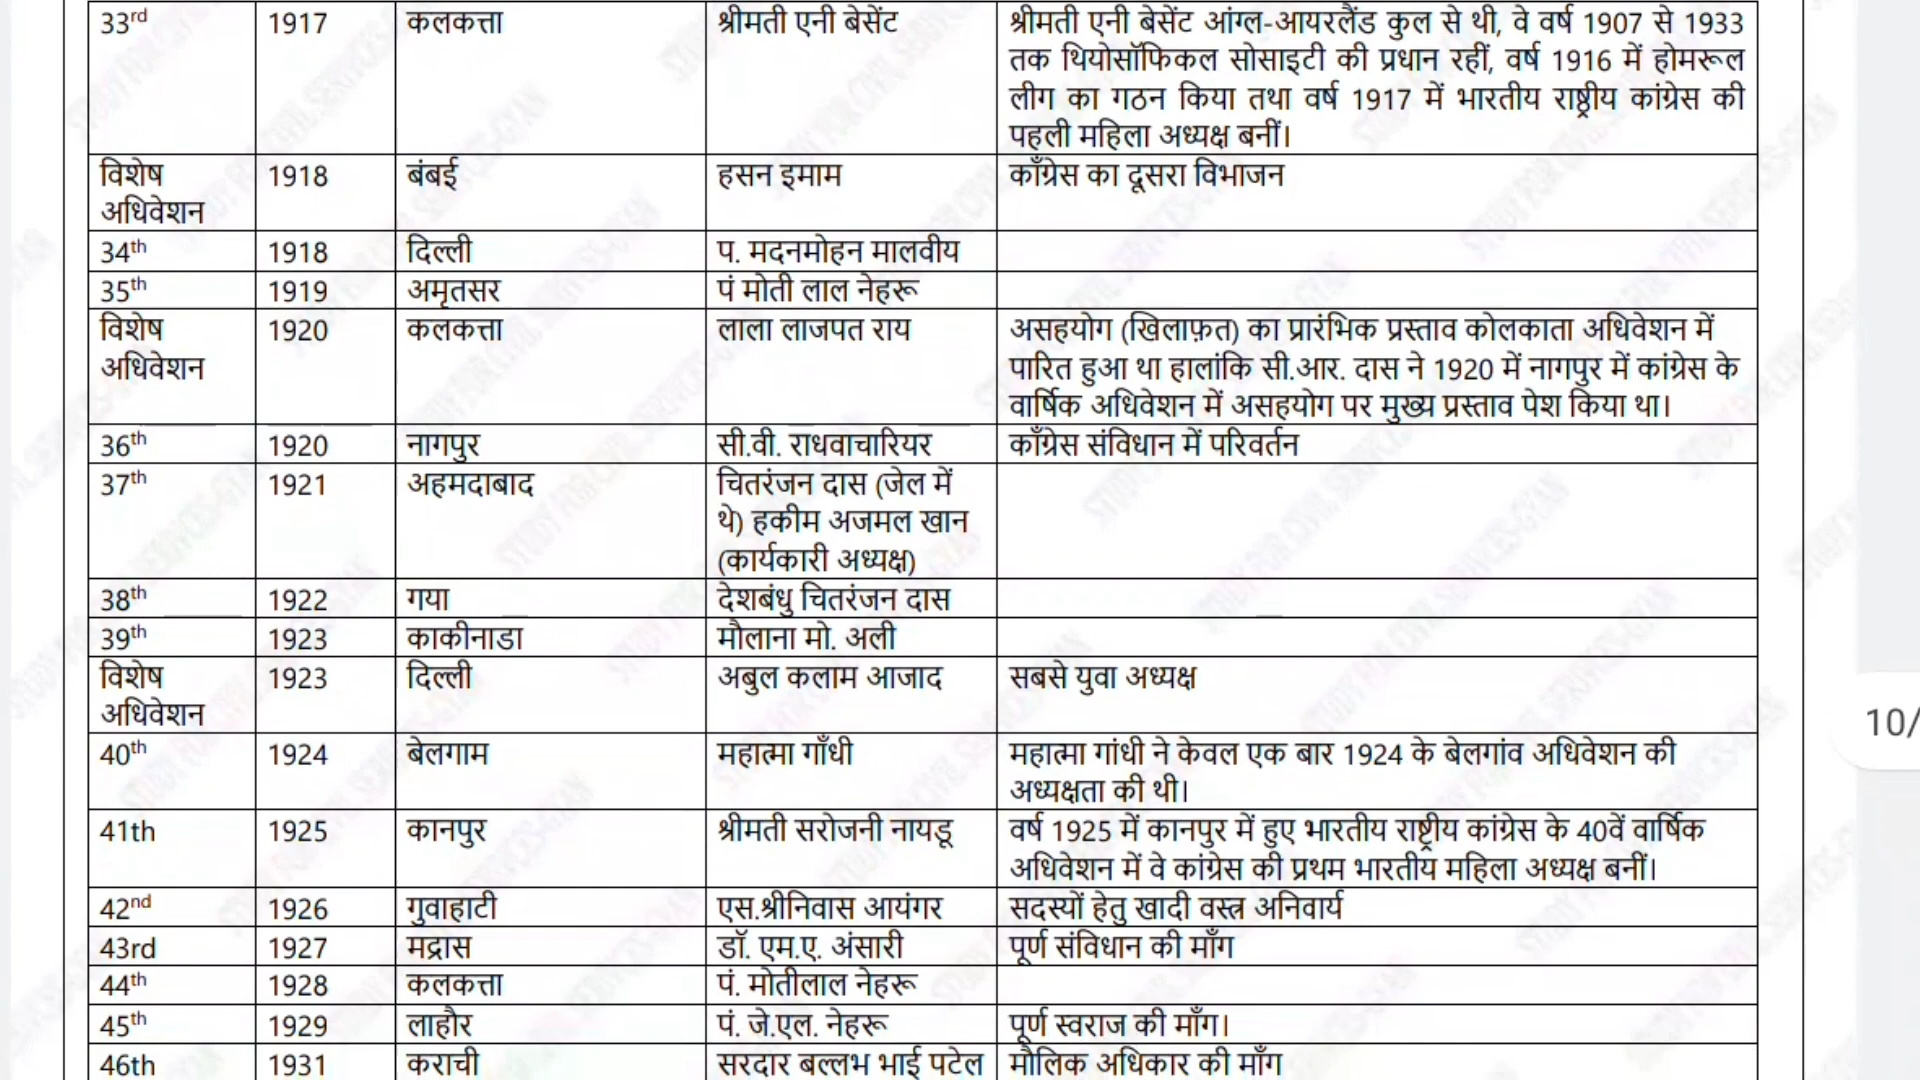 33rd 1917 कलकत्ता श्रीमती एनी बेसेंट श्रीमती एनी बेसेंट आंग्ल-आयरलैंड कुल से थी, वे वर्ष 1907 से 1933
तक थियोसॉफिकल सोसाइटी की प्रधान रहीं, वर्ष 1916 में होमरूल
लीग का गठन किया तथा वर्ष 1917 में भारतीय राष्ट्रीय कांग्रेस की
पहली महिला अध्यक्ष बनीं।
विशेष 1918 बंबई हसन इमाम काँग्रेस का दूसरा विभाजन
अधिवेशन
34th 1918 दिल्ली प. मदनमोहन मालवीय
35th 1919 अमृतसर पं मोती लाल नेहरू
विशेष 1920 कलकत्ता लाला लाजपत राय असहयोग (खिलाफ़त) का प्रारंभिक प्रस्ताव कोलकाता अधिवेशन में
अधिवेशन पारित हुआ था हालांकि सी.आर. दास ने 1920 में नागपुर में कांग्रेस के
वार्षिक अधिवेशन में असहयोग पर मुख्य प्रस्ताव पेश किया था।
36th 1920 नागपुर सी.वी. राधवाचारियर काँग्रेस संविधान में परिवर्तन
37th 1921 अहमदाबाद चितरंजन दास (जेल में
थे) हकीम अजमल खान
(कार्यकारी अध्यक्ष)
38th 1922 गया देशबंधु चितरंजन दास
39th 1923 काकीनाडा मौलाना मो. अली
विशेष 1923 दिल्ली अबुल कलाम आजाद सबसे युवा अध्यक्ष
अधिवेशन
40th 1924 बेलगाम महात्मा गाँधी महात्मा गांधी ने केवल एक बार 1924 के बेलगांव अधिवेशन की
अध्यक्षता की थी।
41th 1925 कानपुर श्रीमती सरोजनी नायडू वर्ष 1925 में कानपुर में हुए भारतीय राष्ट्रीय कांग्रेस के 40वें वार्षिक
अधिवेशन में वे कांग्रेस की प्रथम भारतीय महिला अध्यक्ष बनीं।
42nd 1926 गुवाहाटी एस.श्रीनिवास आयंगर सदस्यों हेतु खादी वस्त्र अनिवार्य
43rd 1927 मद्रास डॉ. एम.ए. अंसारी पूर्ण संविधान की माँग
44th 1928 कलकत्ता पं. मोतीलाल नेहरू
45th 1929 लाहौर पं. जे.एल. नेहरू पूर्ण स्वराज की माँग।
46th 1931 कराची सरदार बल्लभ भाई पटेल मौलिक अधिकार की माँग
10/
STUDY FOR CIVIL SERVICES-GYAN